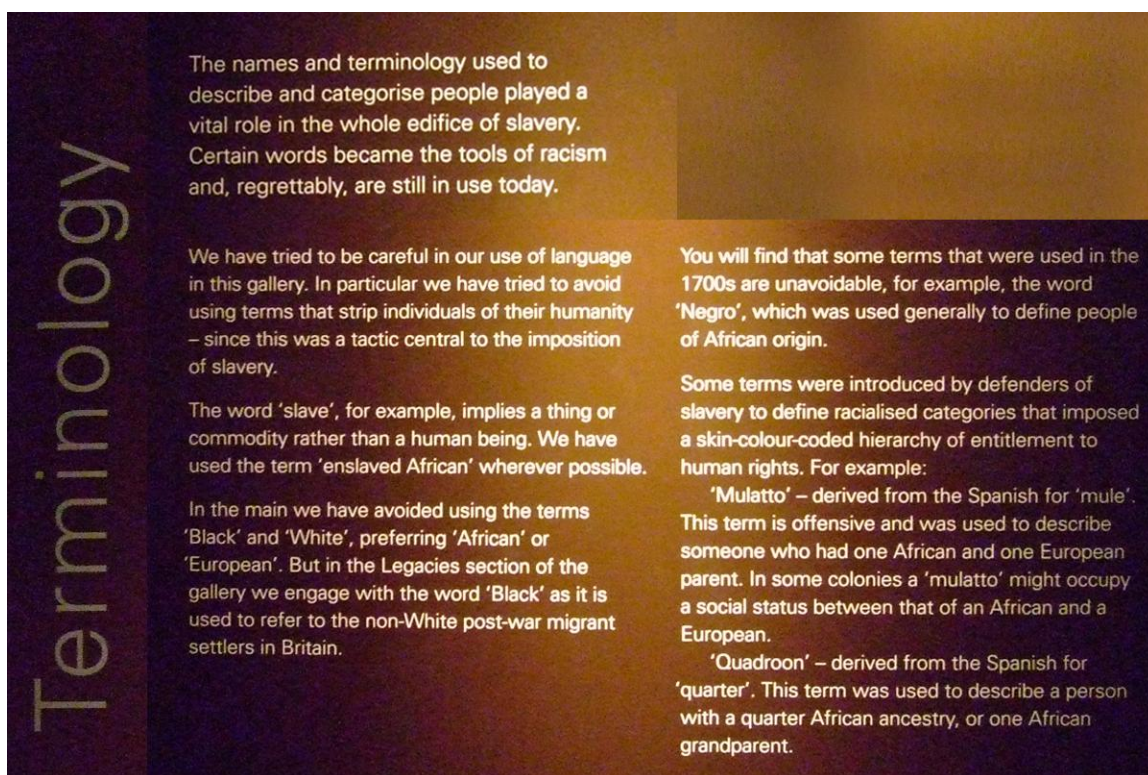 Terminology
The names and terminology used to
describe and categorise people played a
vital role in the whole edifice of slavery.
Certain words became the tools of racism
and, regrettably, are still in use today.
We have tried to be careful in our use of language
in this gallery. In particular we have tried to avoid
using terms that strip individuals of their humanity
– since this was a tactic central to the imposition
of slavery.
The word ‘slave’, for example, implies a thing or
commodity rather than a human being. We have
used the term ‘enslaved African’ wherever possible.
In the main we have avoided using the terms
‘Black’ and ‘White’, preferring ‘African’ or
‘European’. But in the Legacies section of the
gallery we engage with the word ‘Black’ as it is
used to refer to the non-White post-war migrant
settlers in Britain.
You will find that some terms that were used in the
1700s are unavoidable, for example, the word
‘Negro’, which was used generally to define people
of African origin.
Some terms were introduced by defenders of
slavery to define racialised categories that imposed
a skin-colour-coded hierarchy of entitlement to
human rights. For example:
‘Mulatto’ – derived from the Spanish for ‘mule’.
This term is offensive and was used to describe
someone who had one African and one European
parent. In some colonies a ‘mulatto’ might occupy
a social status between that of an African and a
European.
‘Quadroon’ – derived from the Spanish for
‘quarter’. This term was used to describe a person
with a quarter African ancestry, or one African
grandparent.